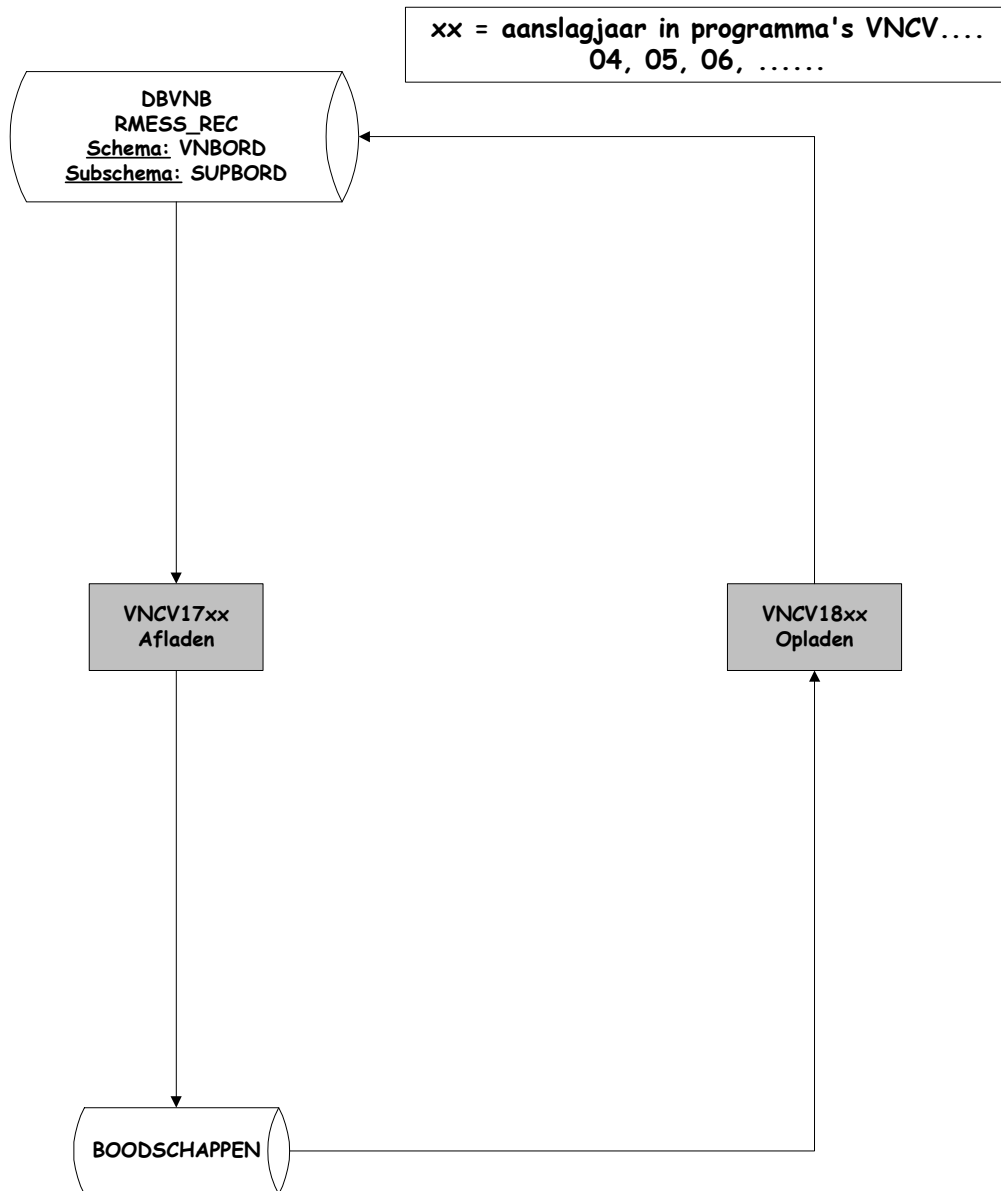 xx = aanslagjaar in programma's VNCV....
04, 05, 06, ......
DBVNB
RMESS_REC
Schema: VNBORD
Subschema: SUPBORD
VNCV17xx
Afladen
VNCV18xx
Opladen
BOODSCHAPPEN